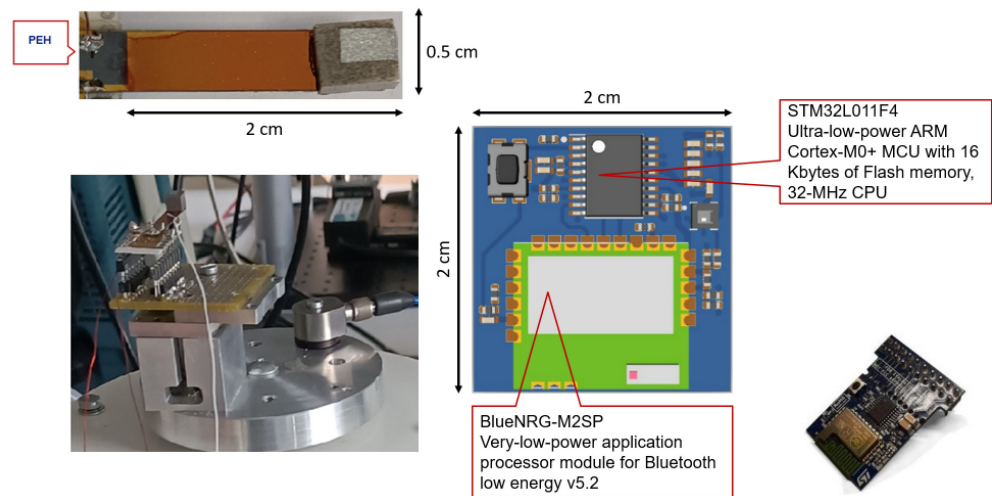 PEH
0.5 cm
2 cm
2 cm
2 cm
STM32L011F4
Ultra-low-power ARM
Cortex-M0+ MCU with 16
Kbytes of Flash memory,
32-MHz CPU
BlueNRG-M2SP
Very-low-power application
processor module for Bluetooth
low energy v5.2